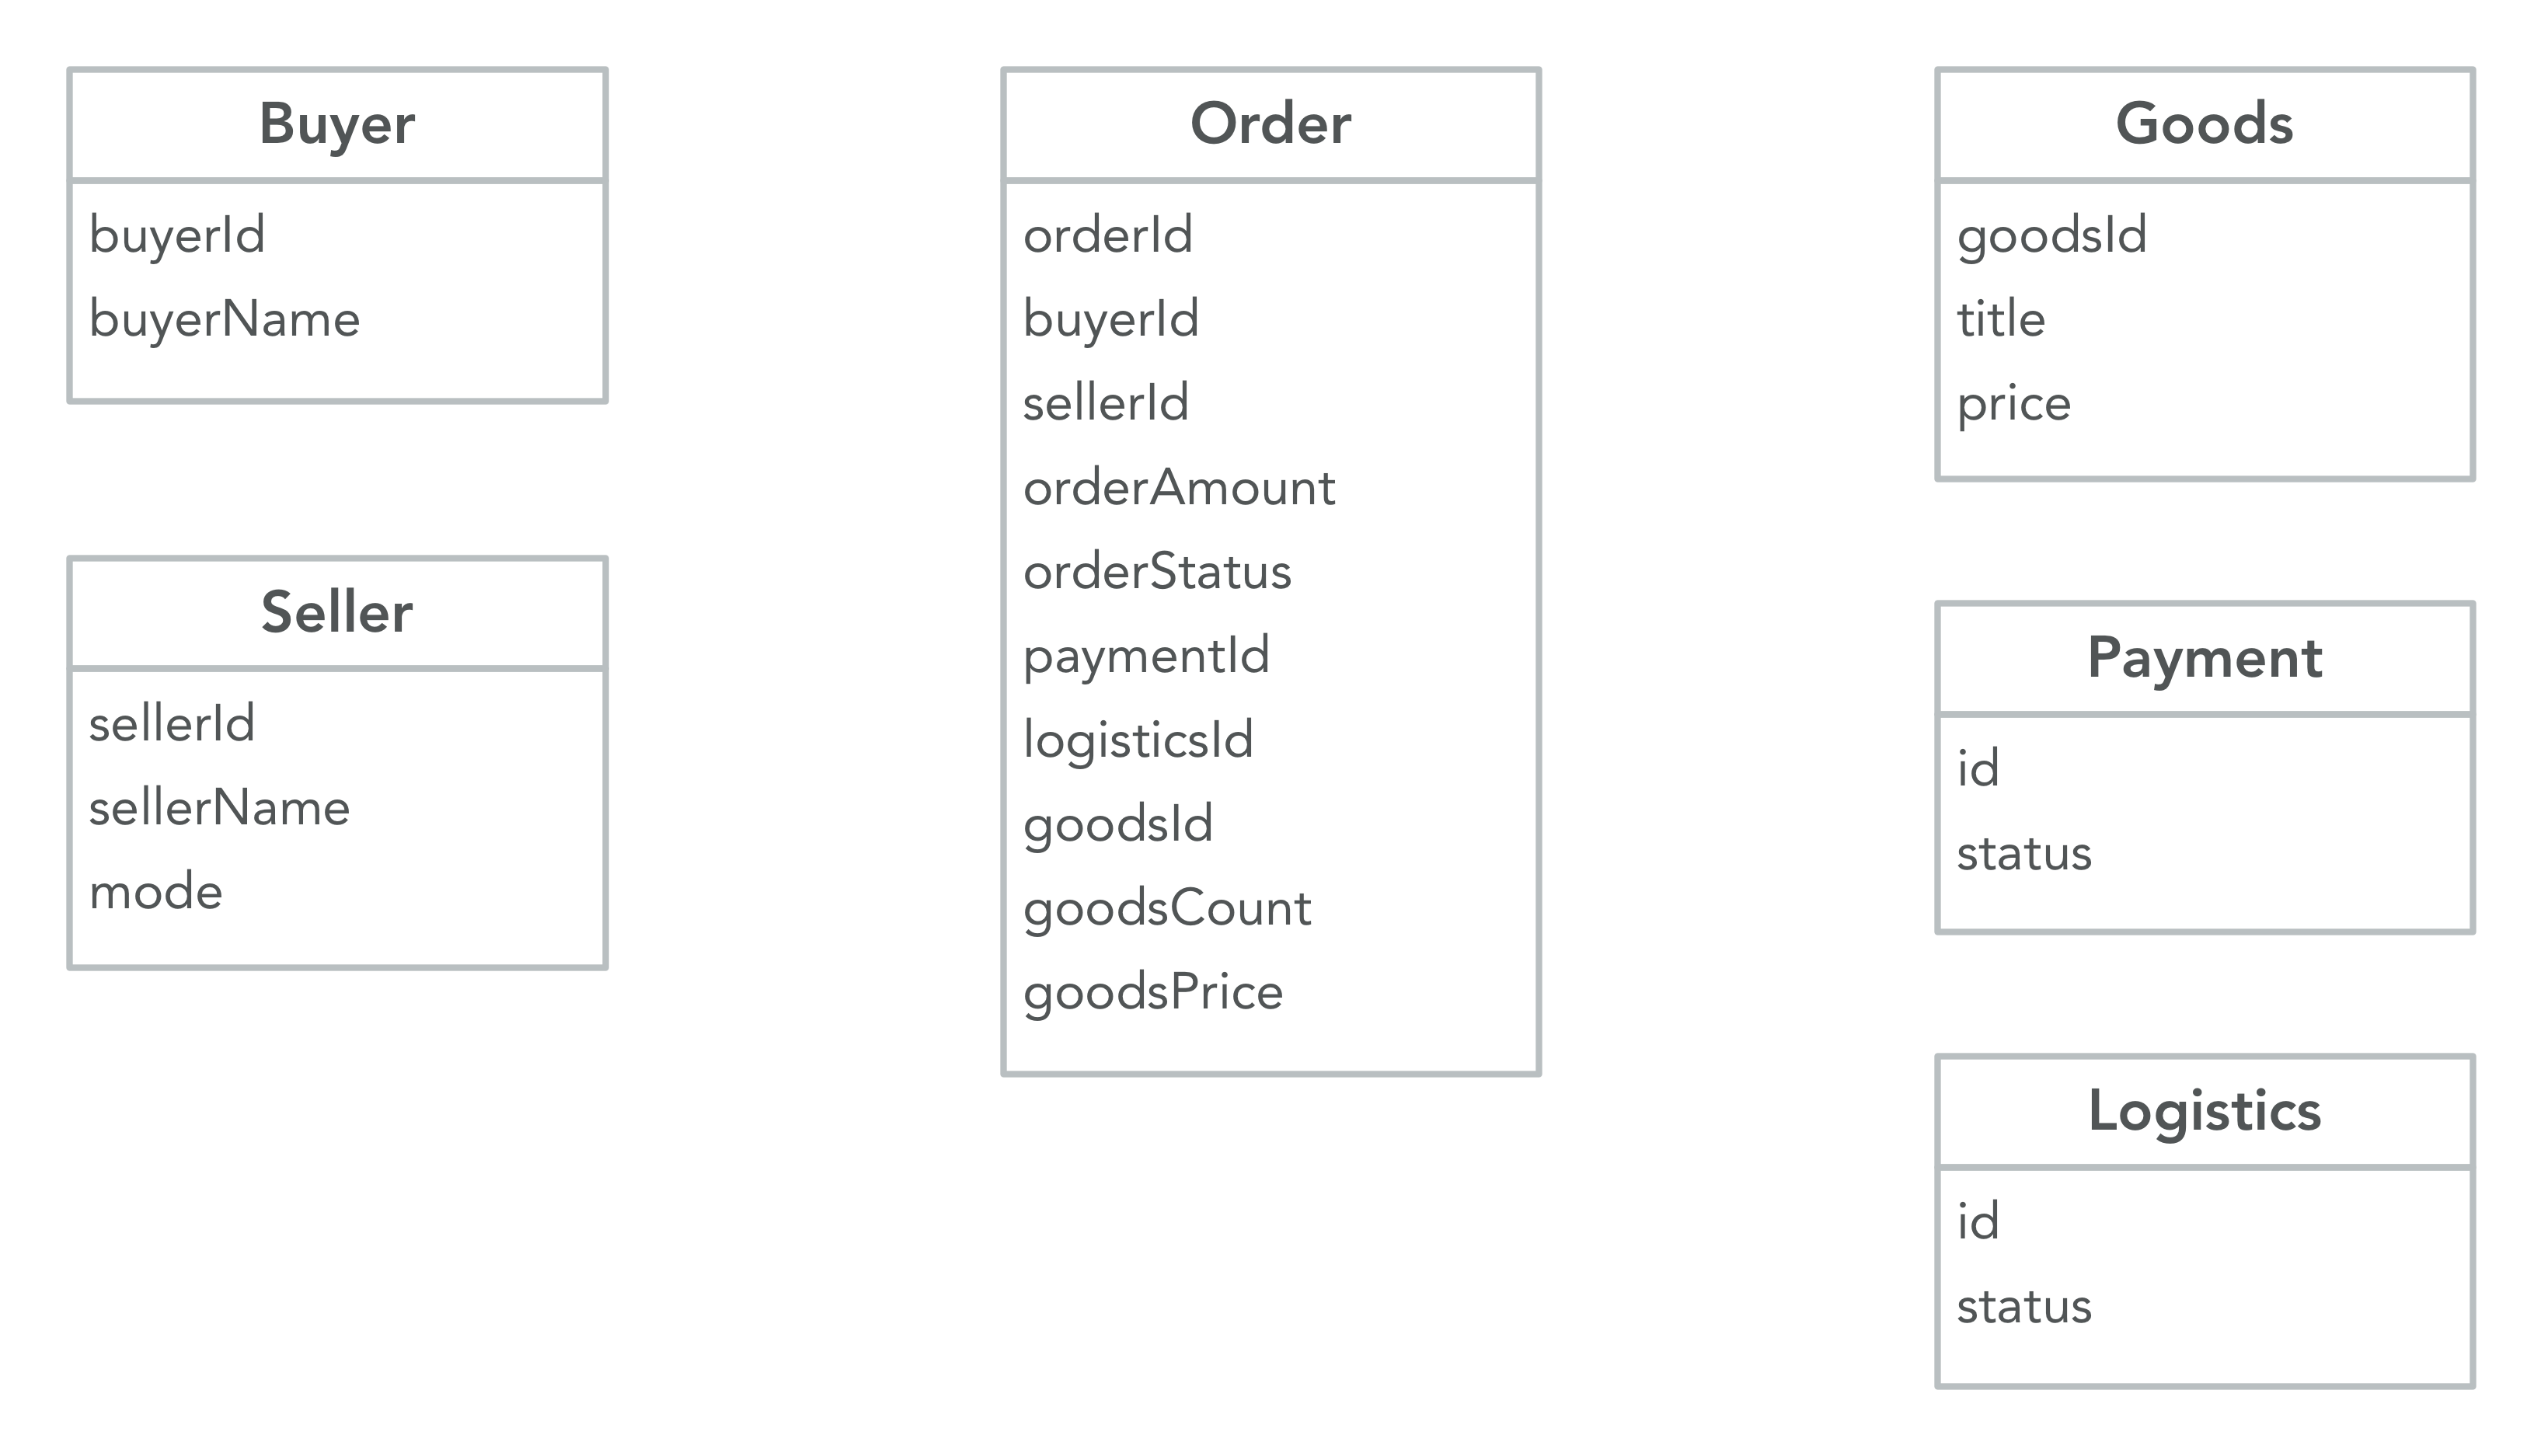 Buyer
buyerId
buyerName
Seller
sellerId
sellerName
mode
Order
orderId
buyerId
sellerId
orderAmount
orderStatus
paymentId
logisticsId
goodsId
goodsCount
goodsPrice
Goods
goodsId
title
price
Payment
id
status
Logistics
id
status